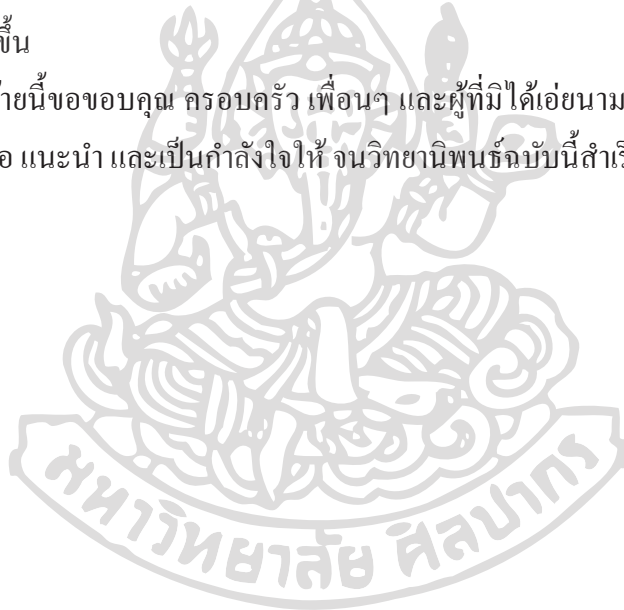 ขึ้น
ายนี้ขอขอบคุณ ครอบครัว เพื่อนๆ และผู้ที่มิได้เอ่ยนาม
อ แนะนำ และเป็นกำลังใจให้ จนวิทยานิพนธ์ฉบับนี้สำเร็
มหาวิทยาลัย ศิลปากร